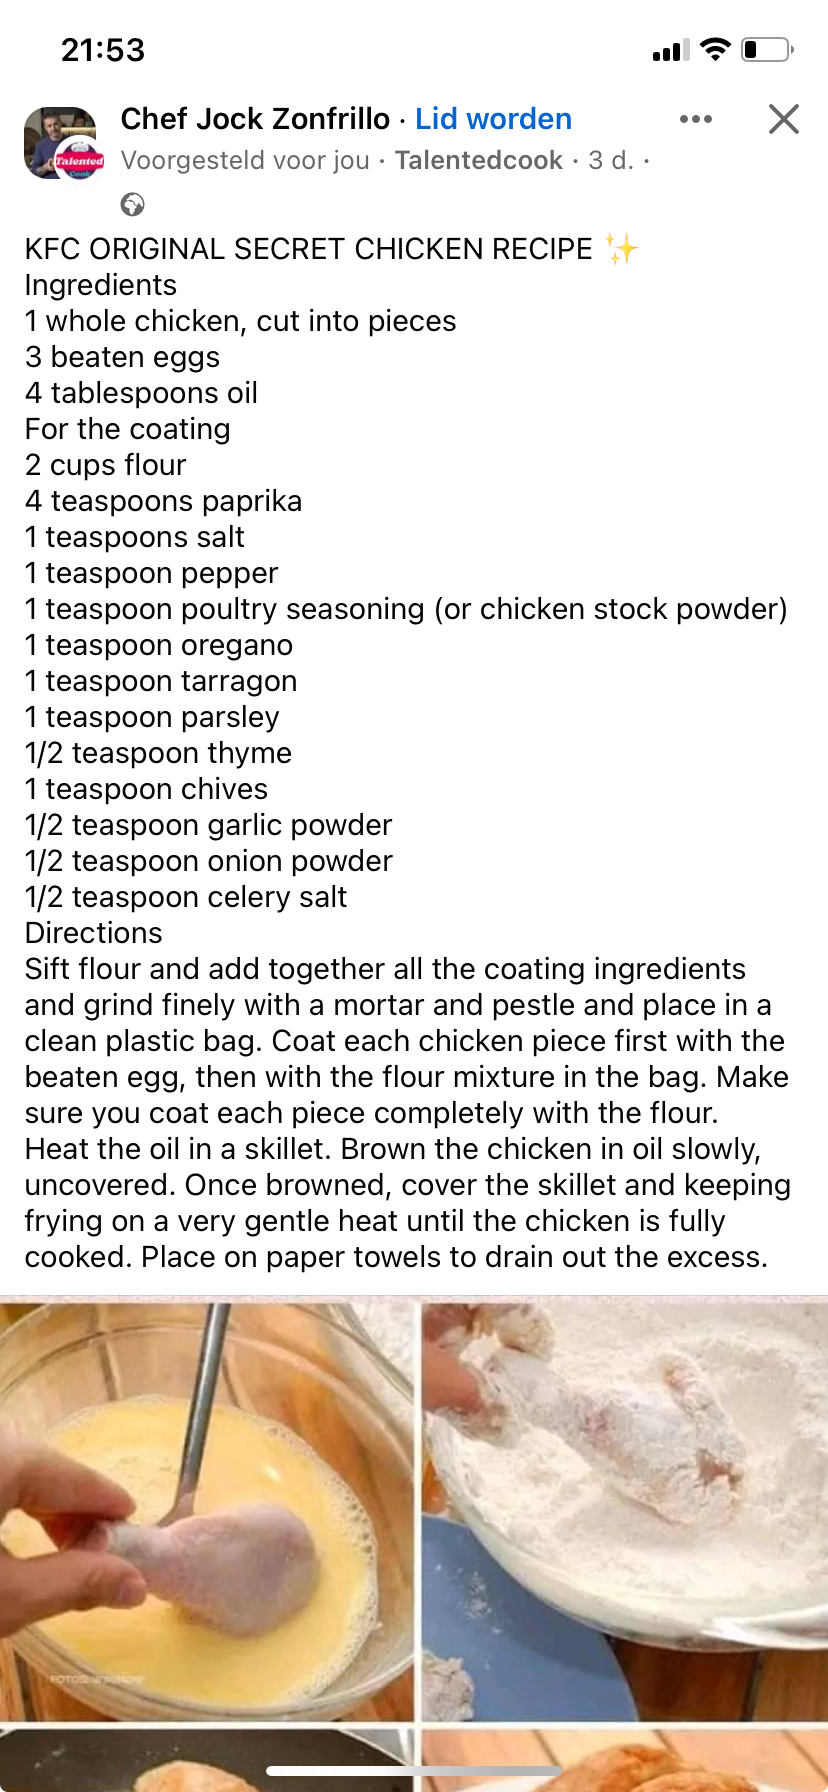 21:53
Chef Jock Zonfrillo · Lid worden
Voorgesteld voor jou · Talentedcook · 3 d. ·
Talented
Cook
KFC ORIGINAL SECRET CHICKEN RECIPE ✨
Ingredients
1 whole chicken, cut into pieces
3 beaten eggs
4 tablespoons oil
For the coating
2 cups flour
4 teaspoons paprika
1 teaspoons salt
1 teaspoon pepper
1 teaspoon poultry seasoning (or chicken stock powder)
1 teaspoon oregano
1 teaspoon tarragon
1 teaspoon parsley
1/2 teaspoon thyme
1 teaspoon chives
1/2 teaspoon garlic powder
1/2 teaspoon onion powder
1/2 teaspoon celery salt
Directions
Sift flour and add together all the coating ingredients
and grind finely with a mortar and pestle and place in a
clean plastic bag. Coat each chicken piece first with the
beaten egg, then with the flour mixture in the bag. Make
sure you coat each piece completely with the flour.
Heat the oil in a skillet. Brown the chicken in oil slowly,
uncovered. Once browned, cover the skillet and keeping
frying on a very gentle heat until the chicken is fully
cooked. Place on paper towels to drain out the excess.